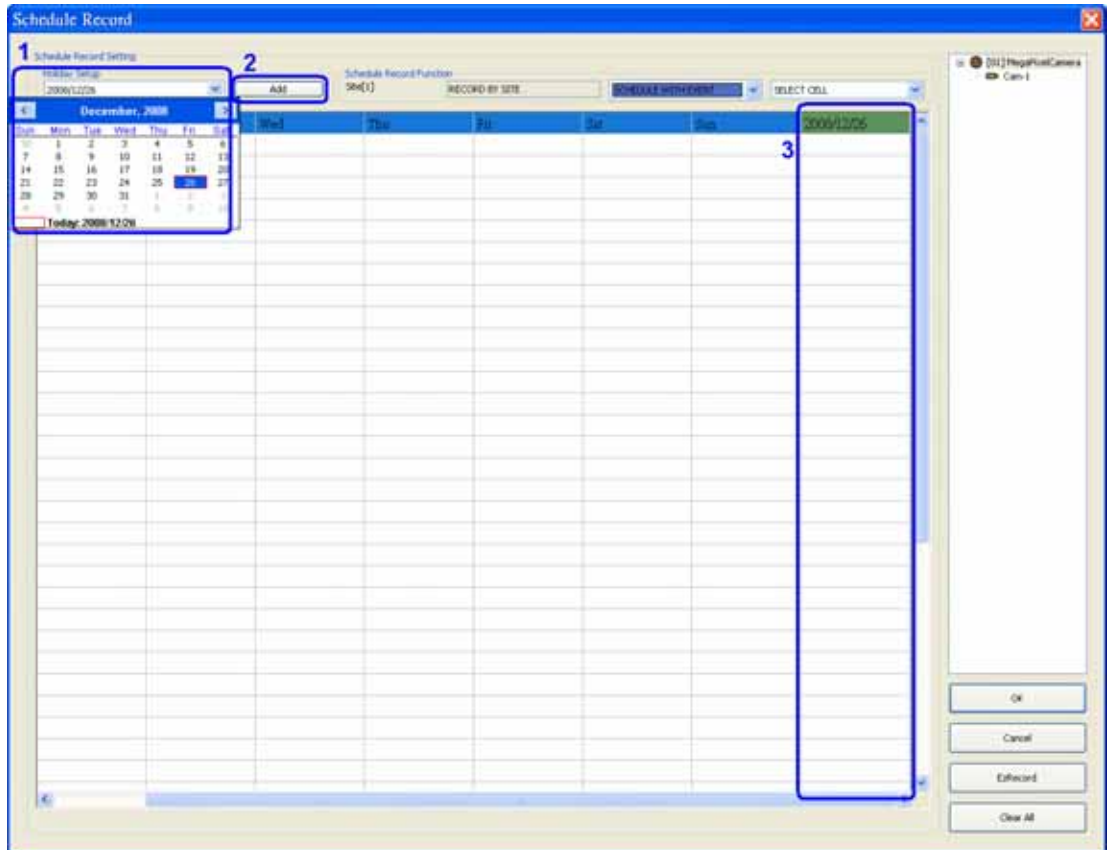 Schedule Record
1
Schedule Record Setting
Holiday Setup
2008/12/26
2
Add
Schedule Record Function
Site[1]
RECORD BY SITE
SCHEDULE WITH EVENT
SELECT CELL
[01]MegaPixelCamera
Cam-1
December, 2008
Sun Mon Tue Wed Thu Fri Sat
30 1 2 3 4 5 6
7 8 9 10 11 12 13
14 15 16 17 18 19 20
21 22 23 24 25 26 27
28 29 30 31 1 2 3
4 5 6 7 8 9 10
Today: 2008/12/26
Wed Thu Fri Sat Sun 2008/12/26
3
OK
Cancel
EzRecord
Clear All